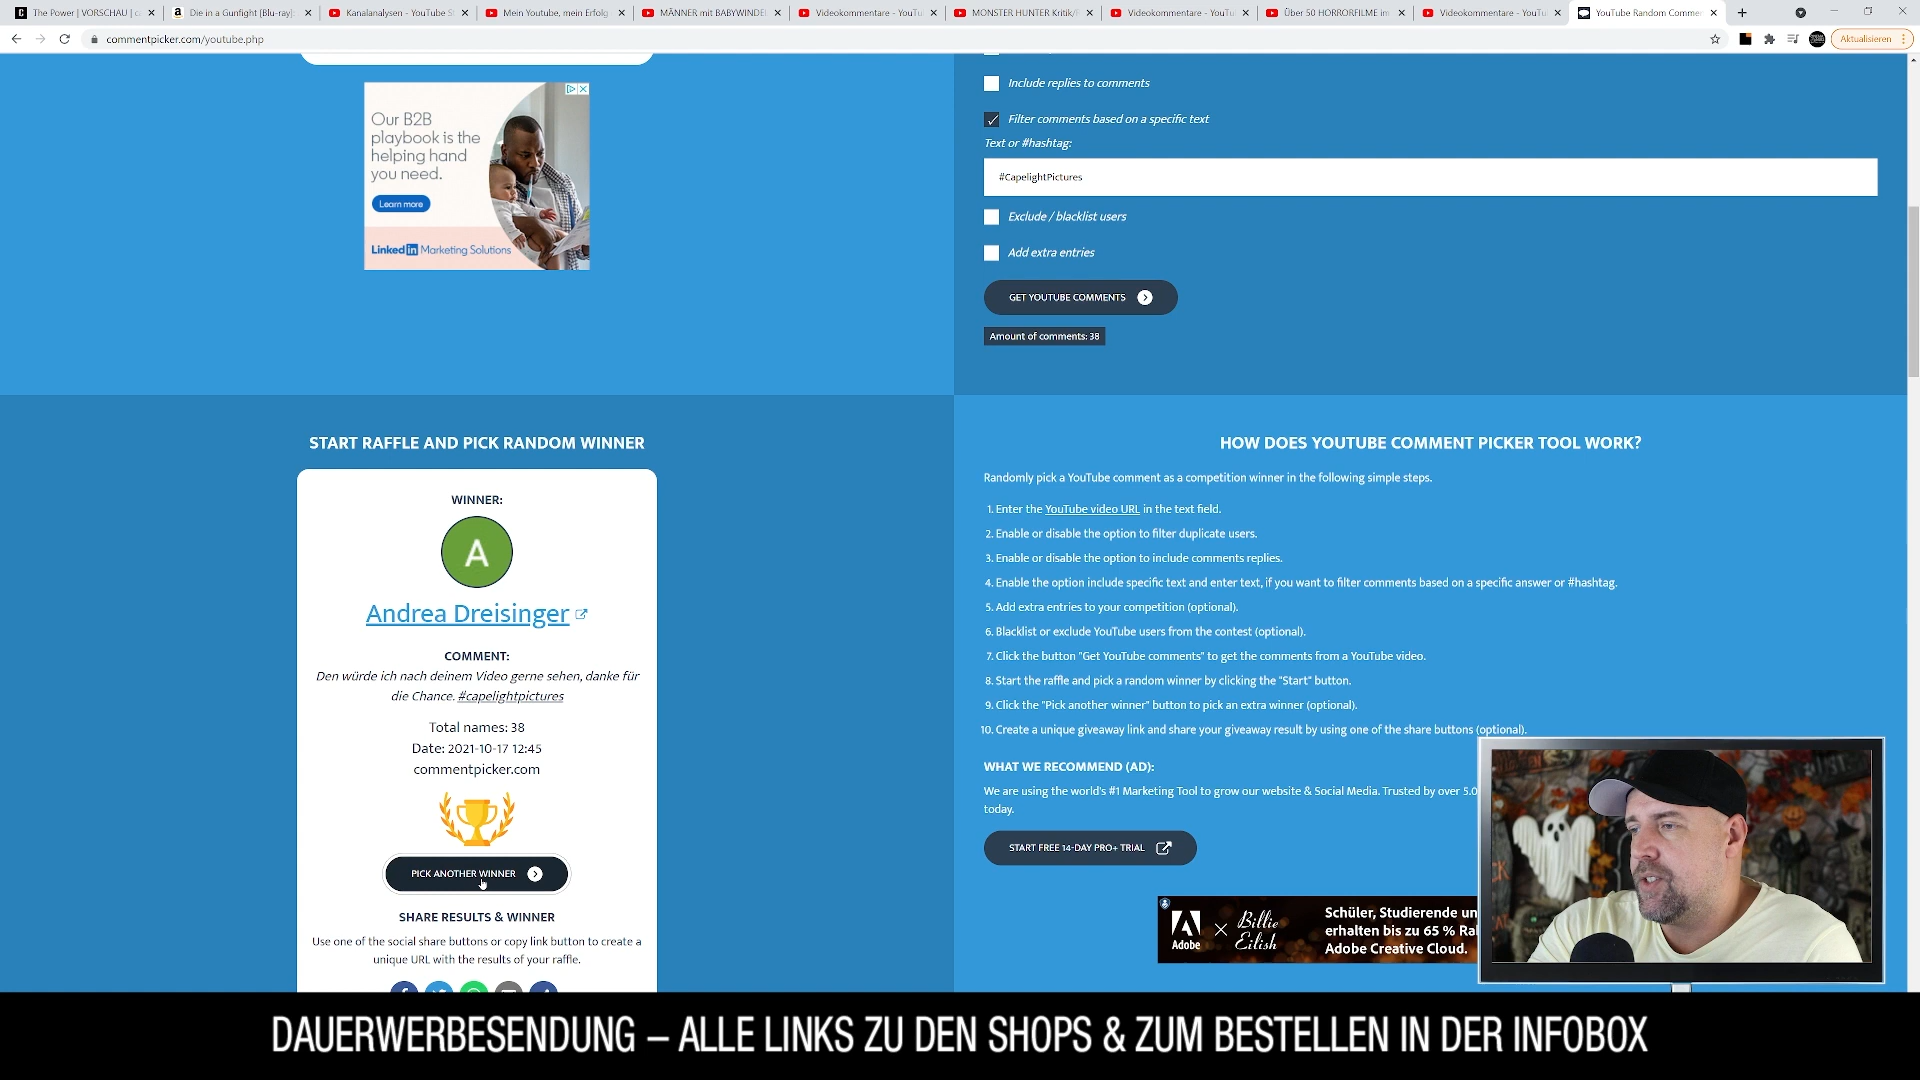 The Power | VORSCHAU | c
Die in a Gunfight [Blu-ray]:
Kanalanalysen - YouTube S
Mein Youtube, mein Erfolg
MÄNNER mit BABYWINDE
Videokommentare - YouTu
MONSTER HUNTER Kritik/
Videokommentare - YouTu
Über 50 HORRORFILME im
Videokommentare - YouTu
YouTube Random Commen
commentpicker.com/youtube.php
Aktualisieren
Our B2B
playbook is the
helping hand
you need.
Learn more
Linked in Marketing Solutions
Include replies to comments
Filter comments based on a specific text
Text or #hashtag:
#CapelightPictures
Exclude / blacklist users
Add extra entries
GET YOUTUBE COMMENTS
Amount of comments: 38
START RAFFLE AND PICK RANDOM WINNER
WINNER:
A
Andrea Dreisinger
COMMENT:
Den würde ich nach deinem Video gerne sehen, danke für
die Chance. #capelightpictures
Total names: 38
Date: 2021-10-17 12:45
commentpicker.com
PICK ANOTHER WINNER
SHARE RESULTS & WINNER
Use one of the social share buttons or copy link button to create a
unique URL with the results of your raffle.
HOW DOES YOUTUBE COMMENT PICKER TOOL WORK?
Randomly pick a YouTube comment as a competition winner in the following simple steps.
1. Enter the YouTube video URL in the text field.
2. Enable or disable the option to filter duplicate users.
3. Enable or disable the option to include comments replies.
4. Enable the option include specific text and enter text, if you want to filter comments based on a specific answer or #hashtag.
5. Add extra entries to your competition (optional).
6. Blacklist or exclude YouTube users from the contest (optional).
7. Click the button "Get YouTube comments" to get the comments from a YouTube video.
8. Start the raffle and pick a random winner by clicking the "Start" button.
9. Click the "Pick another winner" button to pick an extra winner (optional).
10. Create a unique giveaway link and share your giveaway result by using one of the share buttons (optional).
WHAT WE RECOMMEND (AD):
We are using the world's #1 Marketing Tool to grow our website & Social Media. Trusted by over 5.0
today.
START FREE 14-DAY PRO+ TRIAL
Adobe × Billie Eilish
Schüler, Studierende un
erhalten bis zu 65 % Ra
Adobe Creative Cloud.
DAUERWERBESENDUNG – ALLE LINKS ZU DEN SHOPS & ZUM BESTELLEN IN DER INFOBOX